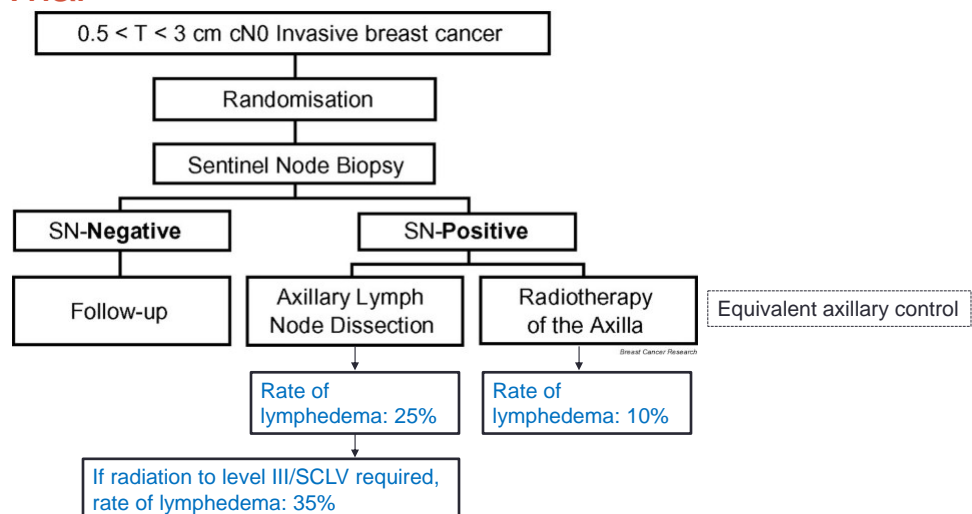 0.5 < T < 3 cm cN0 Invasive breast cancer
Randomisation
Sentinel Node Biopsy
SN-Negative
SN-Positive
Follow-up
Axillary Lymph
Node Dissection
Radiotherapy
of the Axilla
Equivalent axillary control
Breast Cancer Research
Rate of
lymphedema: 25%
Rate of
lymphedema: 10%
If radiation to level III/SCLV required,
rate of lymphedema: 35%